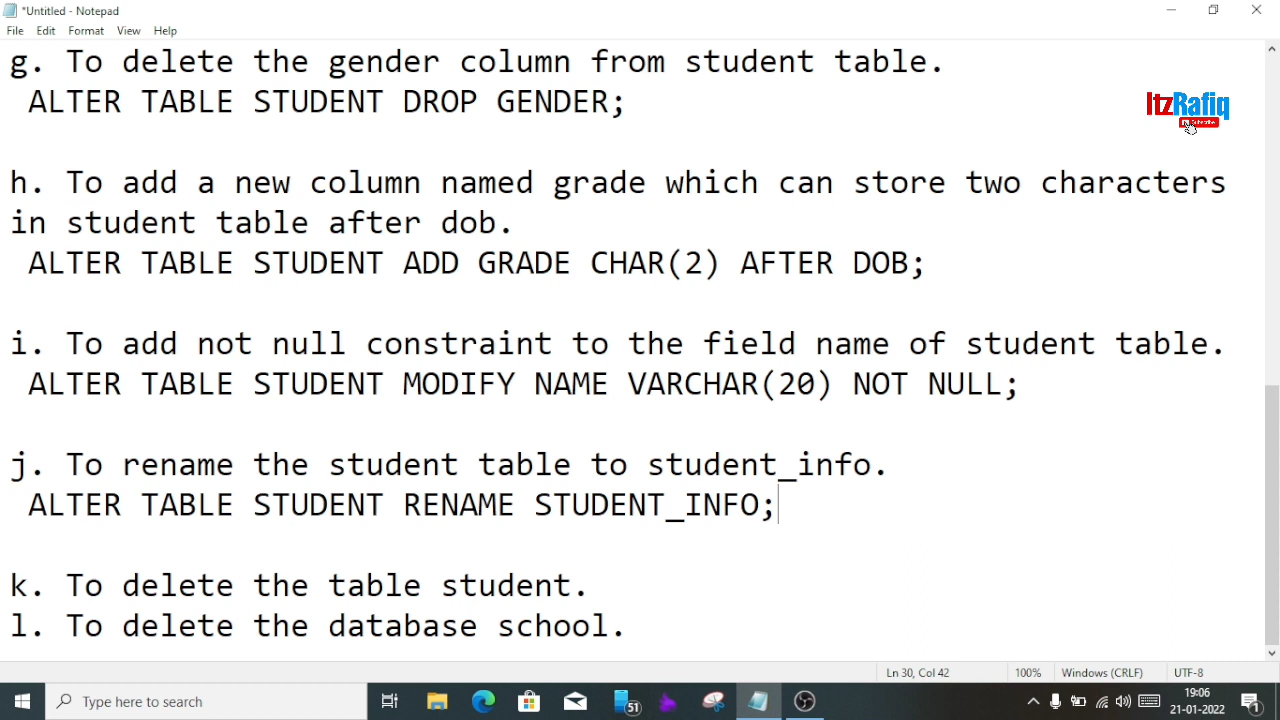 *Untitled - Notepad
File Edit Format View Help
g. To delete the gender column from student table.
ALTER TABLE STUDENT DROP GENDER;
ItzRafiq
Subscribe
h. To add a new column named grade which can store two characters
in student table after dob.
ALTER TABLE STUDENT ADD GRADE CHAR(2) AFTER DOB;
i. To add not null constraint to the field name of student table.
ALTER TABLE STUDENT MODIFY NAME VARCHAR(20) NOT NULL;
j. To rename the student table to student_info.
ALTER TABLE STUDENT RENAME STUDENT_INFO;
k. To delete the table student.
l. To delete the database school.
Ln 30, Col 42 100% Windows (CRLF) UTF-8
Type here to search 51 19:06
21-01-2022 1